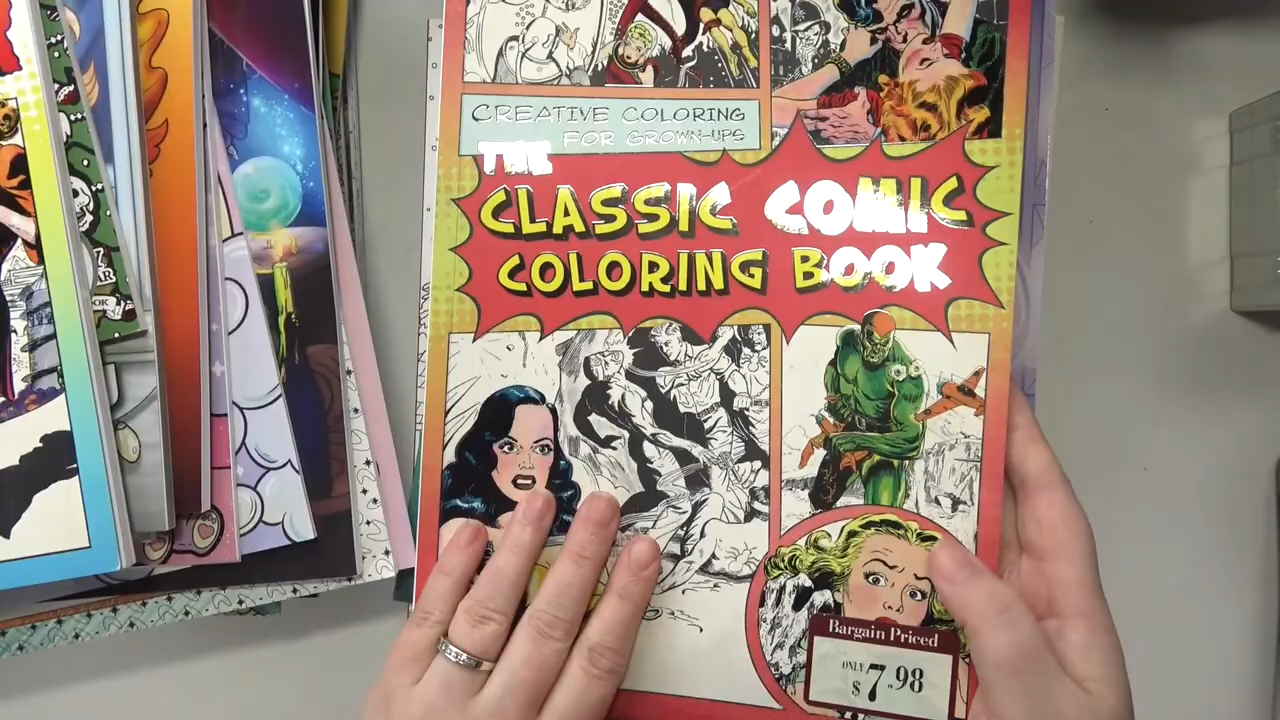 CREATIVE COLORING
FOR GROWN-UPS
THE
CLASSIC COMIC
COLORING BOOK
Bargain Priced
ONLY
$7.98